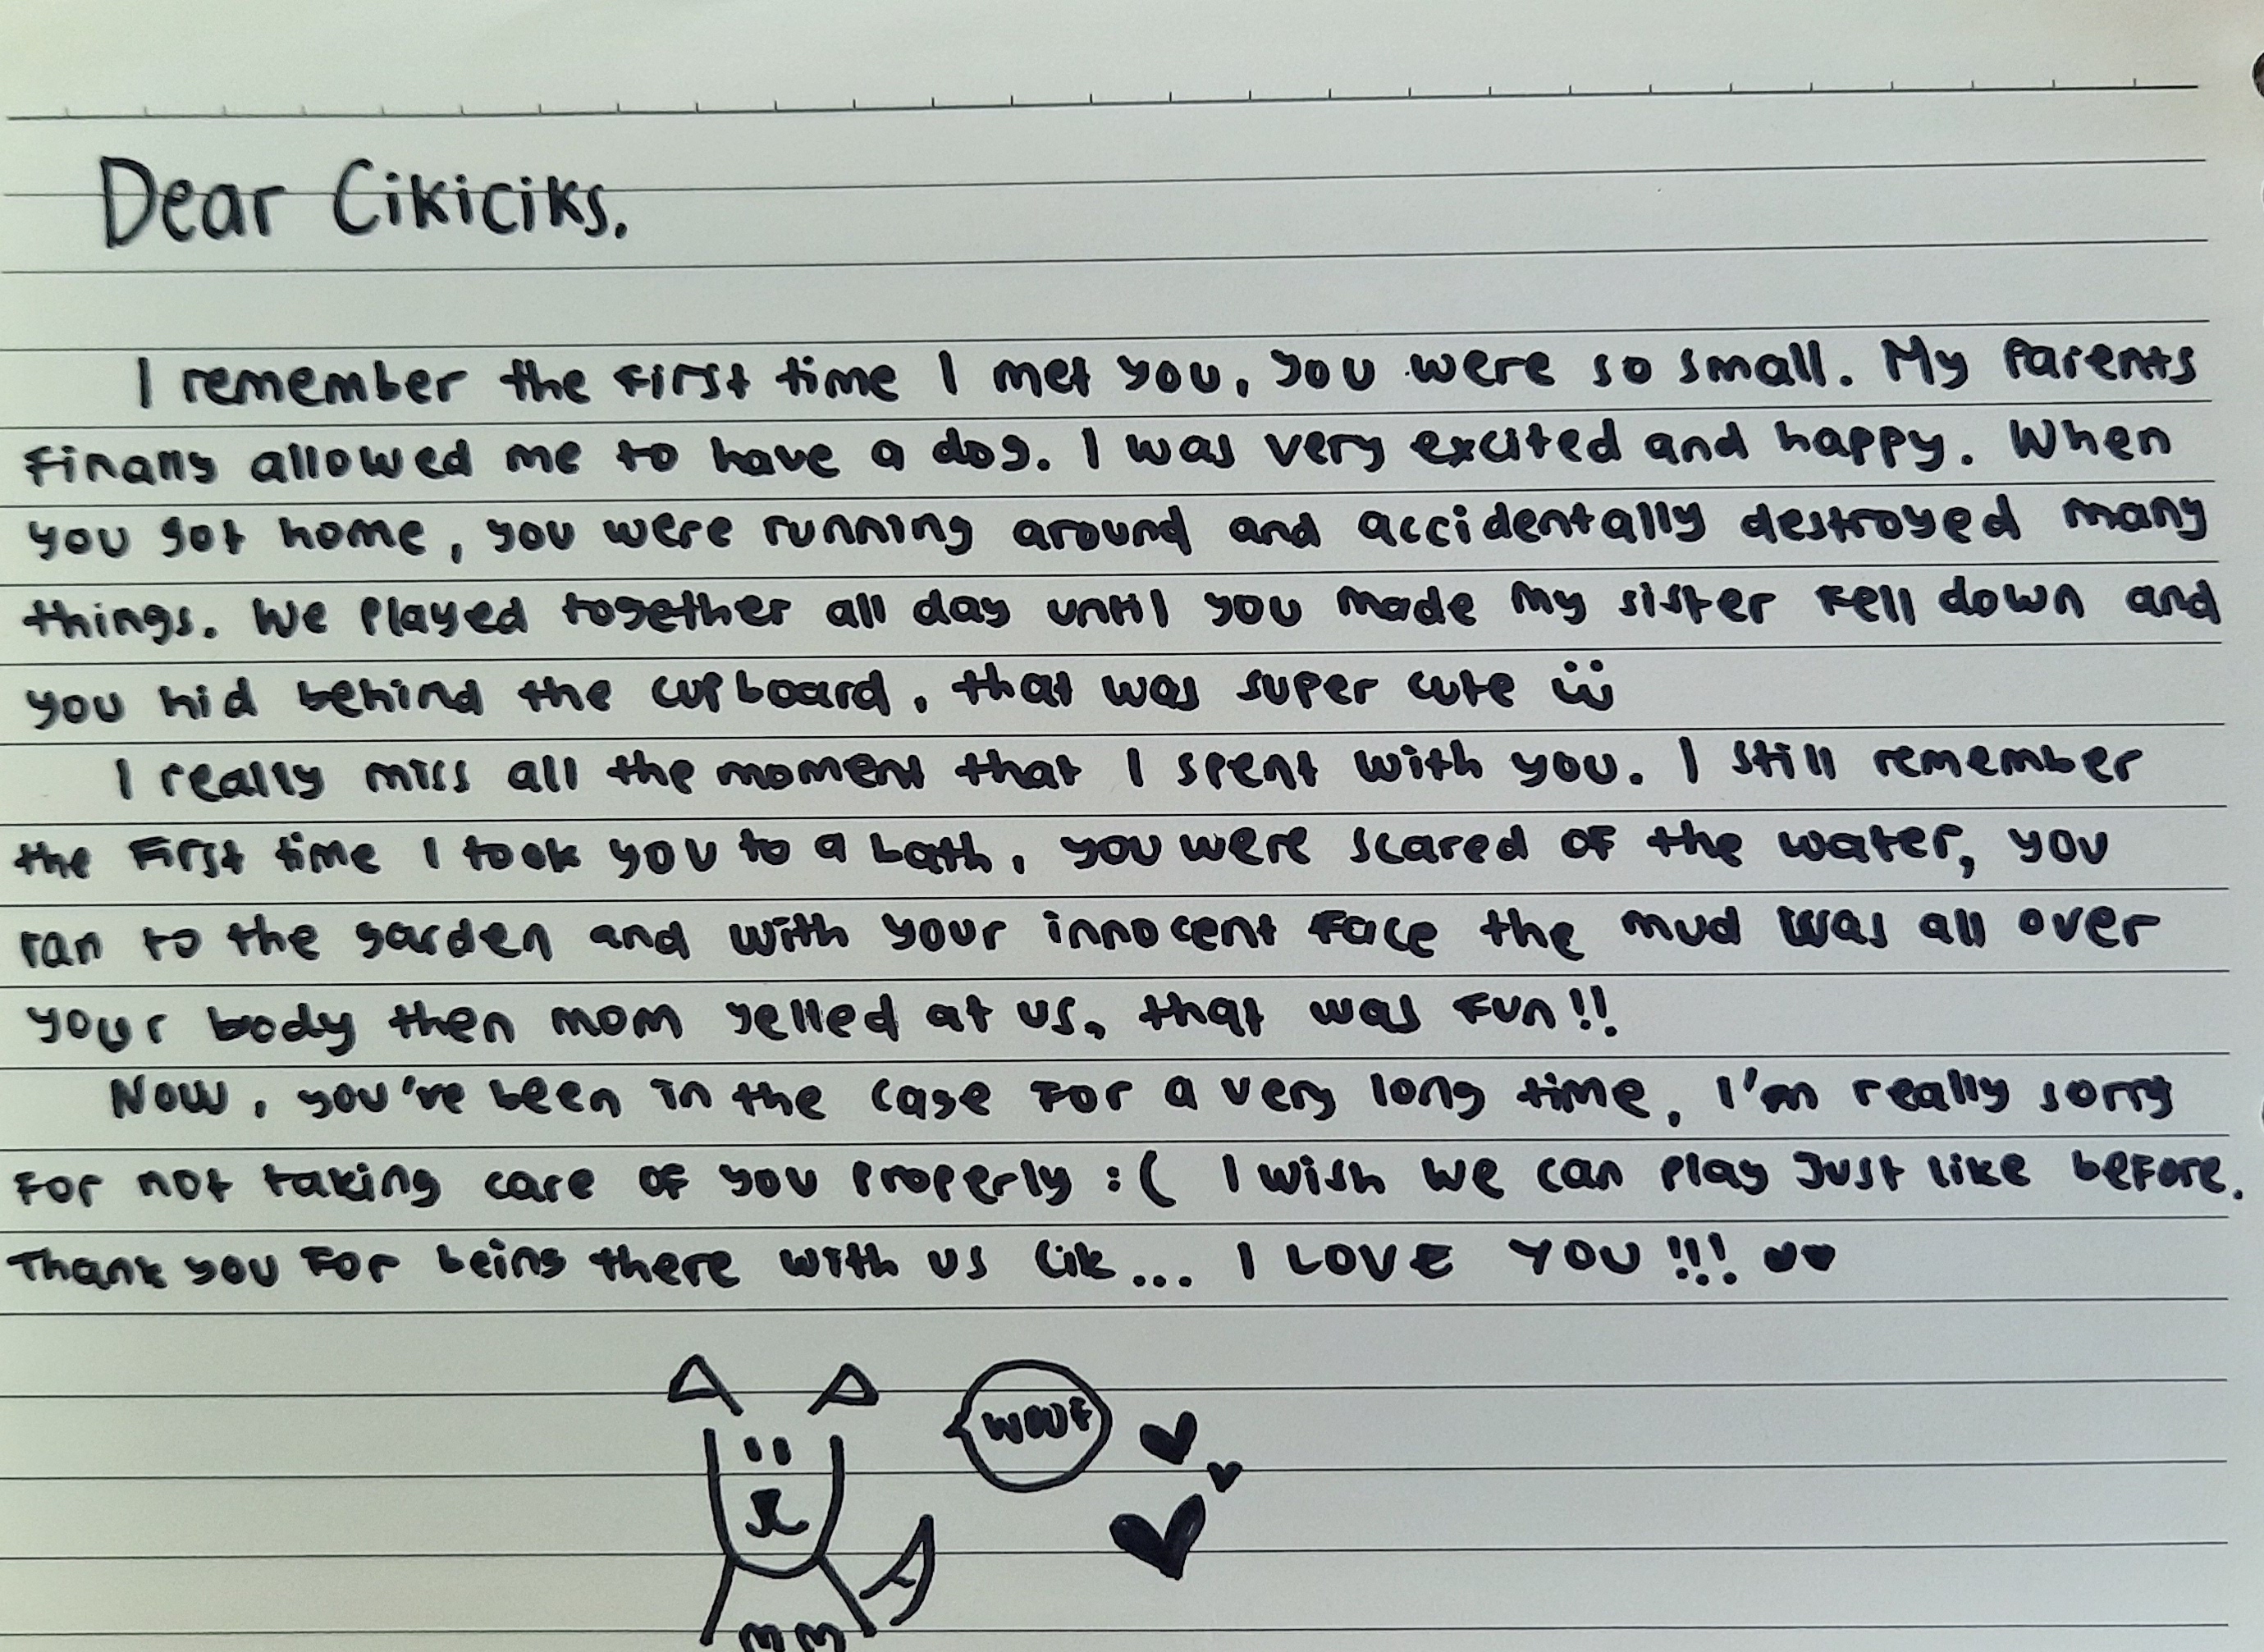 Dear Cikiciks.
I remember the first time I met you, you were so small. My Parents
finally allowed me to have a dog. I was very excited and happy. When
you got home, you were running around and accidentally destroyed many
things. We Played together all day until you made my sister fell down and
you hid behind the cupboard, that was super cute
I really miss all the moment that I spent with you. I still remember
the first time I took you to a bath, you were scared of the water, you
ran to the garden and with your innocent face the mud was all over
your body then mom yelled at us, that was fun!!
Now, you've been in the cage for a very long time, I'm really sorry
for not taking care of you properly :( I wish we can play Just like before.
Thank you for being there with us Cik... I LOVE YOU!!! ♥♥
woof